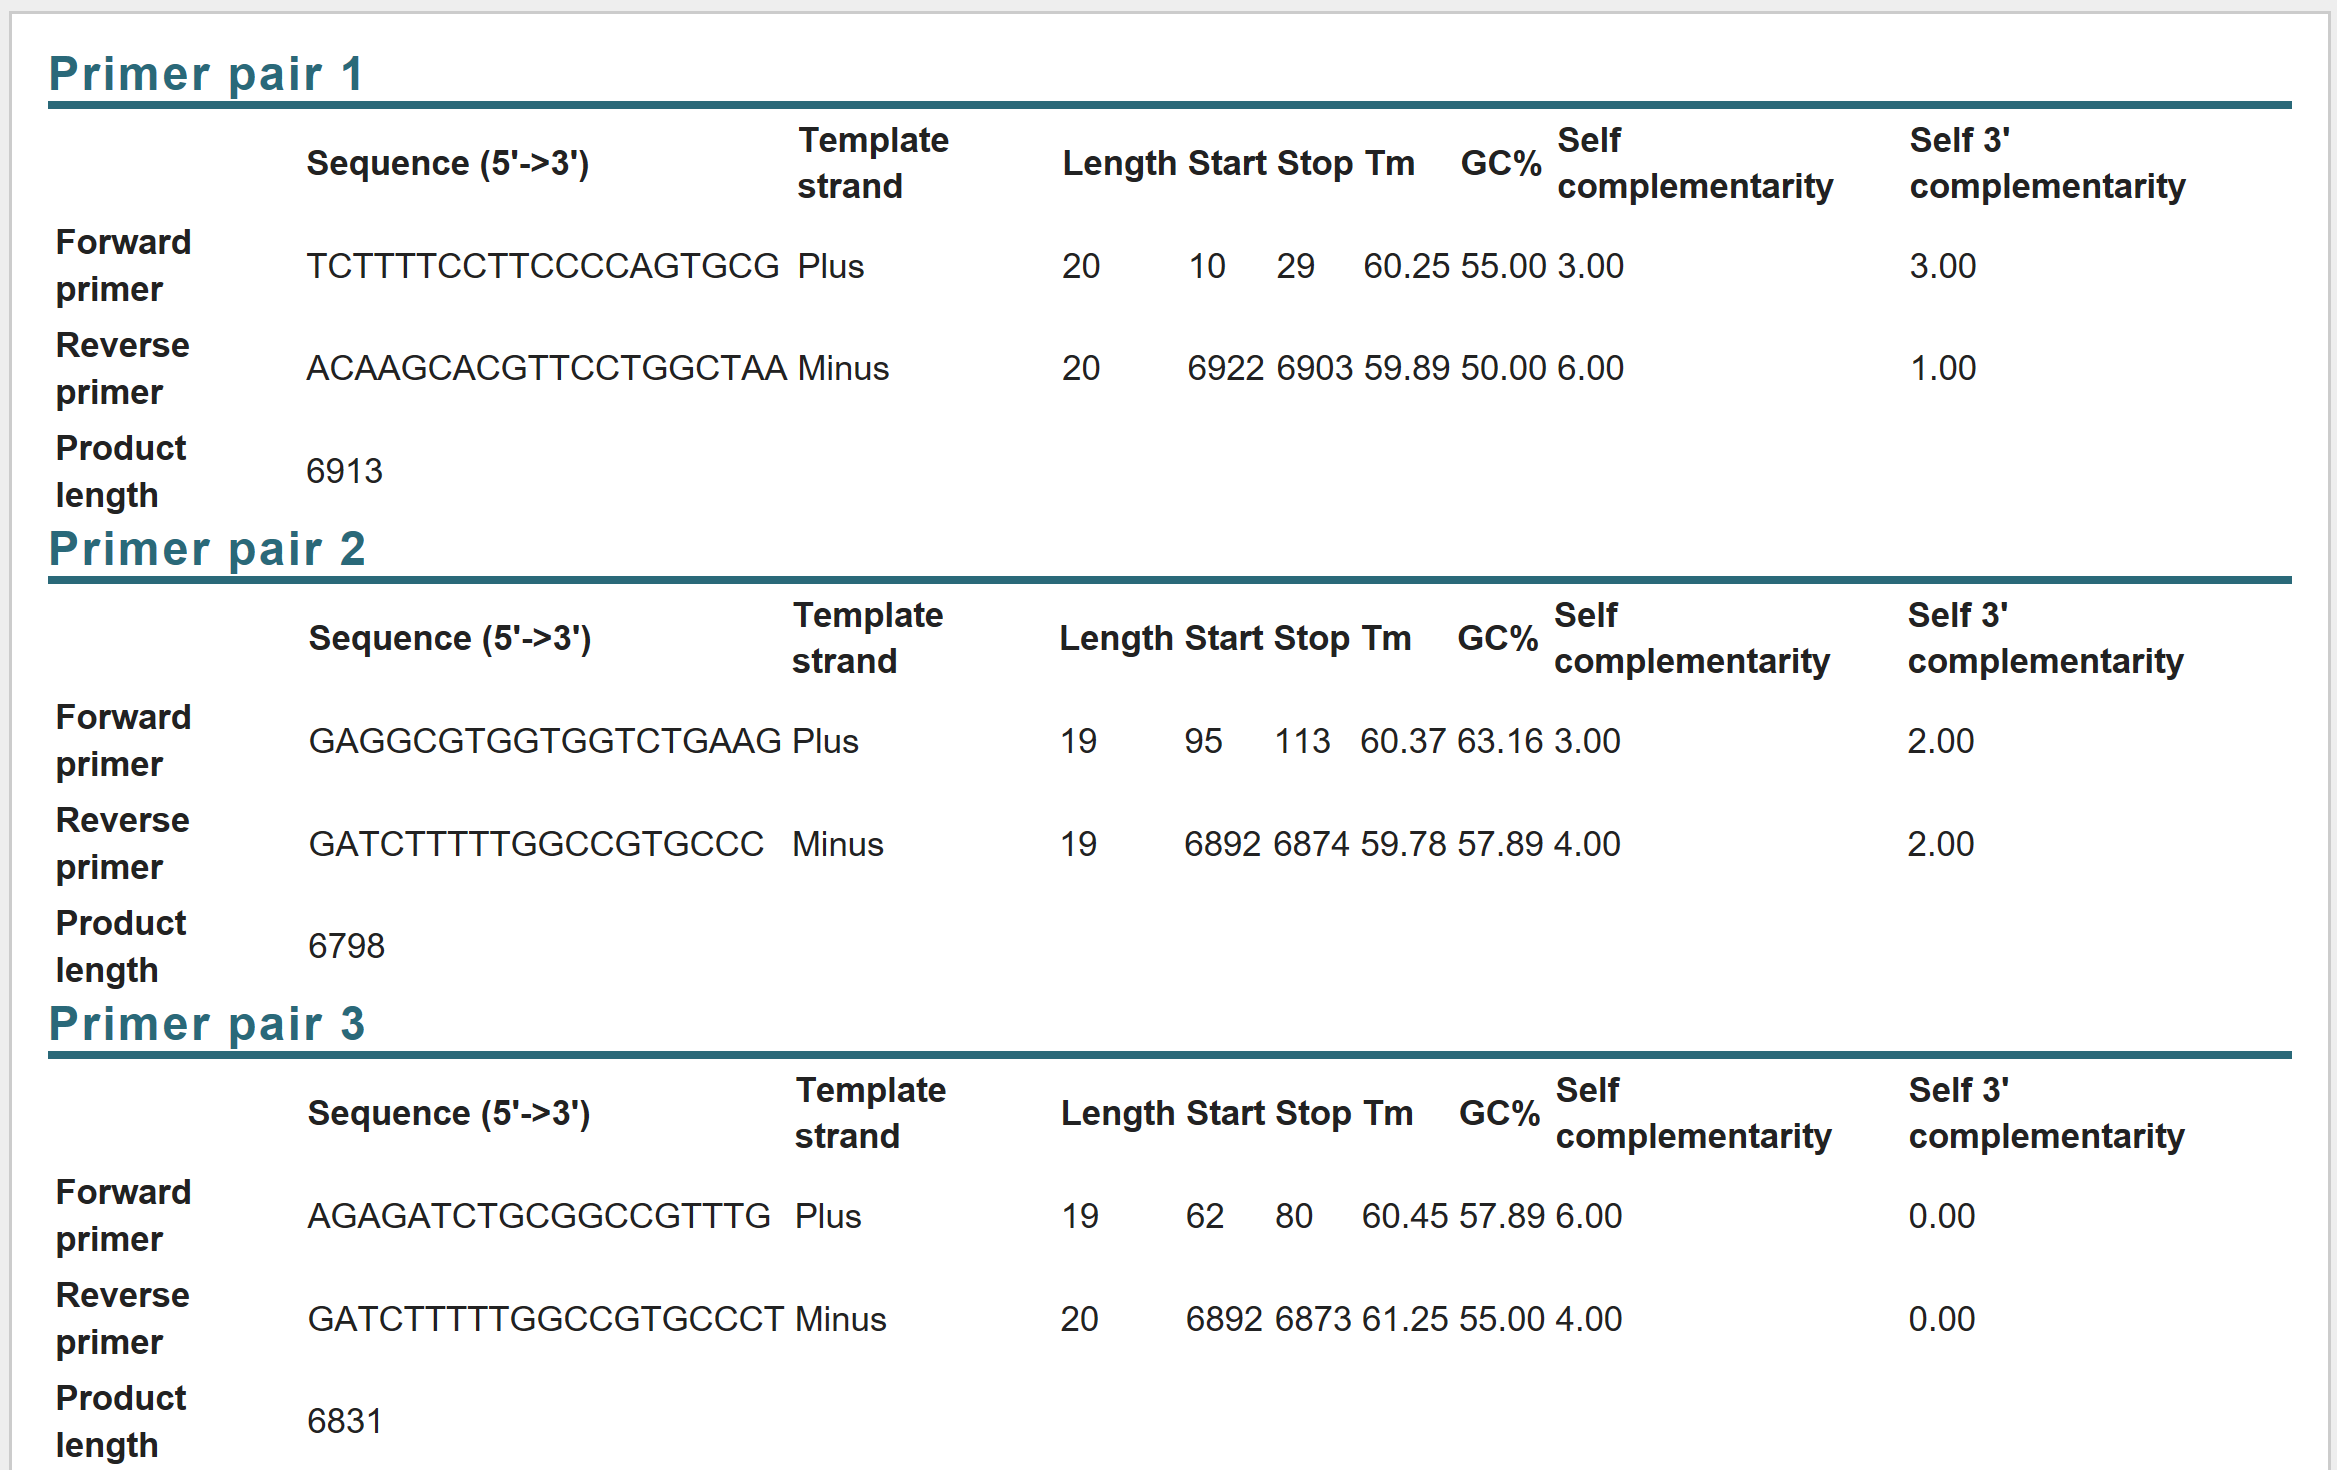 Primer pair 1
Sequence (5'->3') Template strand Length Start Stop Tm GC% Self complementarity Self 3' complementarity
Forward primer TCTTTTCCTTCCCCAGTGCG Plus 20 10 29 60.25 55.00 3.00 3.00
Reverse primer ACAAGCACGTTCCTGGCTAA Minus 20 6922 6903 59.89 50.00 6.00 1.00
Product length 6913
Primer pair 2
Sequence (5'->3') Template strand Length Start Stop Tm GC% Self complementarity Self 3' complementarity
Forward primer GAGGCGTGGTGGTCTGAAG Plus 19 95 113 60.37 63.16 3.00 2.00
Reverse primer GATCTTTTTGGCCGTGCCC Minus 19 6892 6874 59.78 57.89 4.00 2.00
Product length 6798
Primer pair 3
Sequence (5'->3') Template strand Length Start Stop Tm GC% Self complementarity Self 3' complementarity
Forward primer AGAGATCTGCGGCCGTTTG Plus 19 62 80 60.45 57.89 6.00 0.00
Reverse primer GATCTTTTTGGCCGTGCCCT Minus 20 6892 6873 61.25 55.00 4.00 0.00
Product length 6831